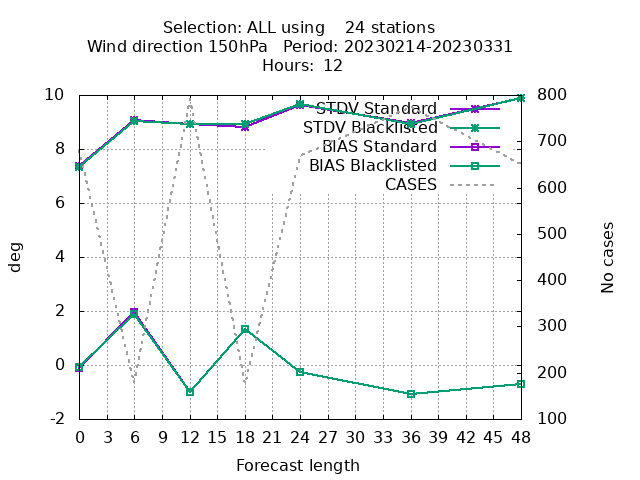 Selection: ALL using    24 stations
Wind direction 150hPa   Period: 20230214-20230331
Hours:  12
STDV Standard
STDV Blacklisted
BIAS Standard
BIAS Blacklisted
CASES
10
8
6
4
2
0
-2
deg
800
700
600
500
400
300
200
100
No cases
0 3 6 9 12 15 18 21 24 27 30 33 36 39 42 45 48
Forecast length